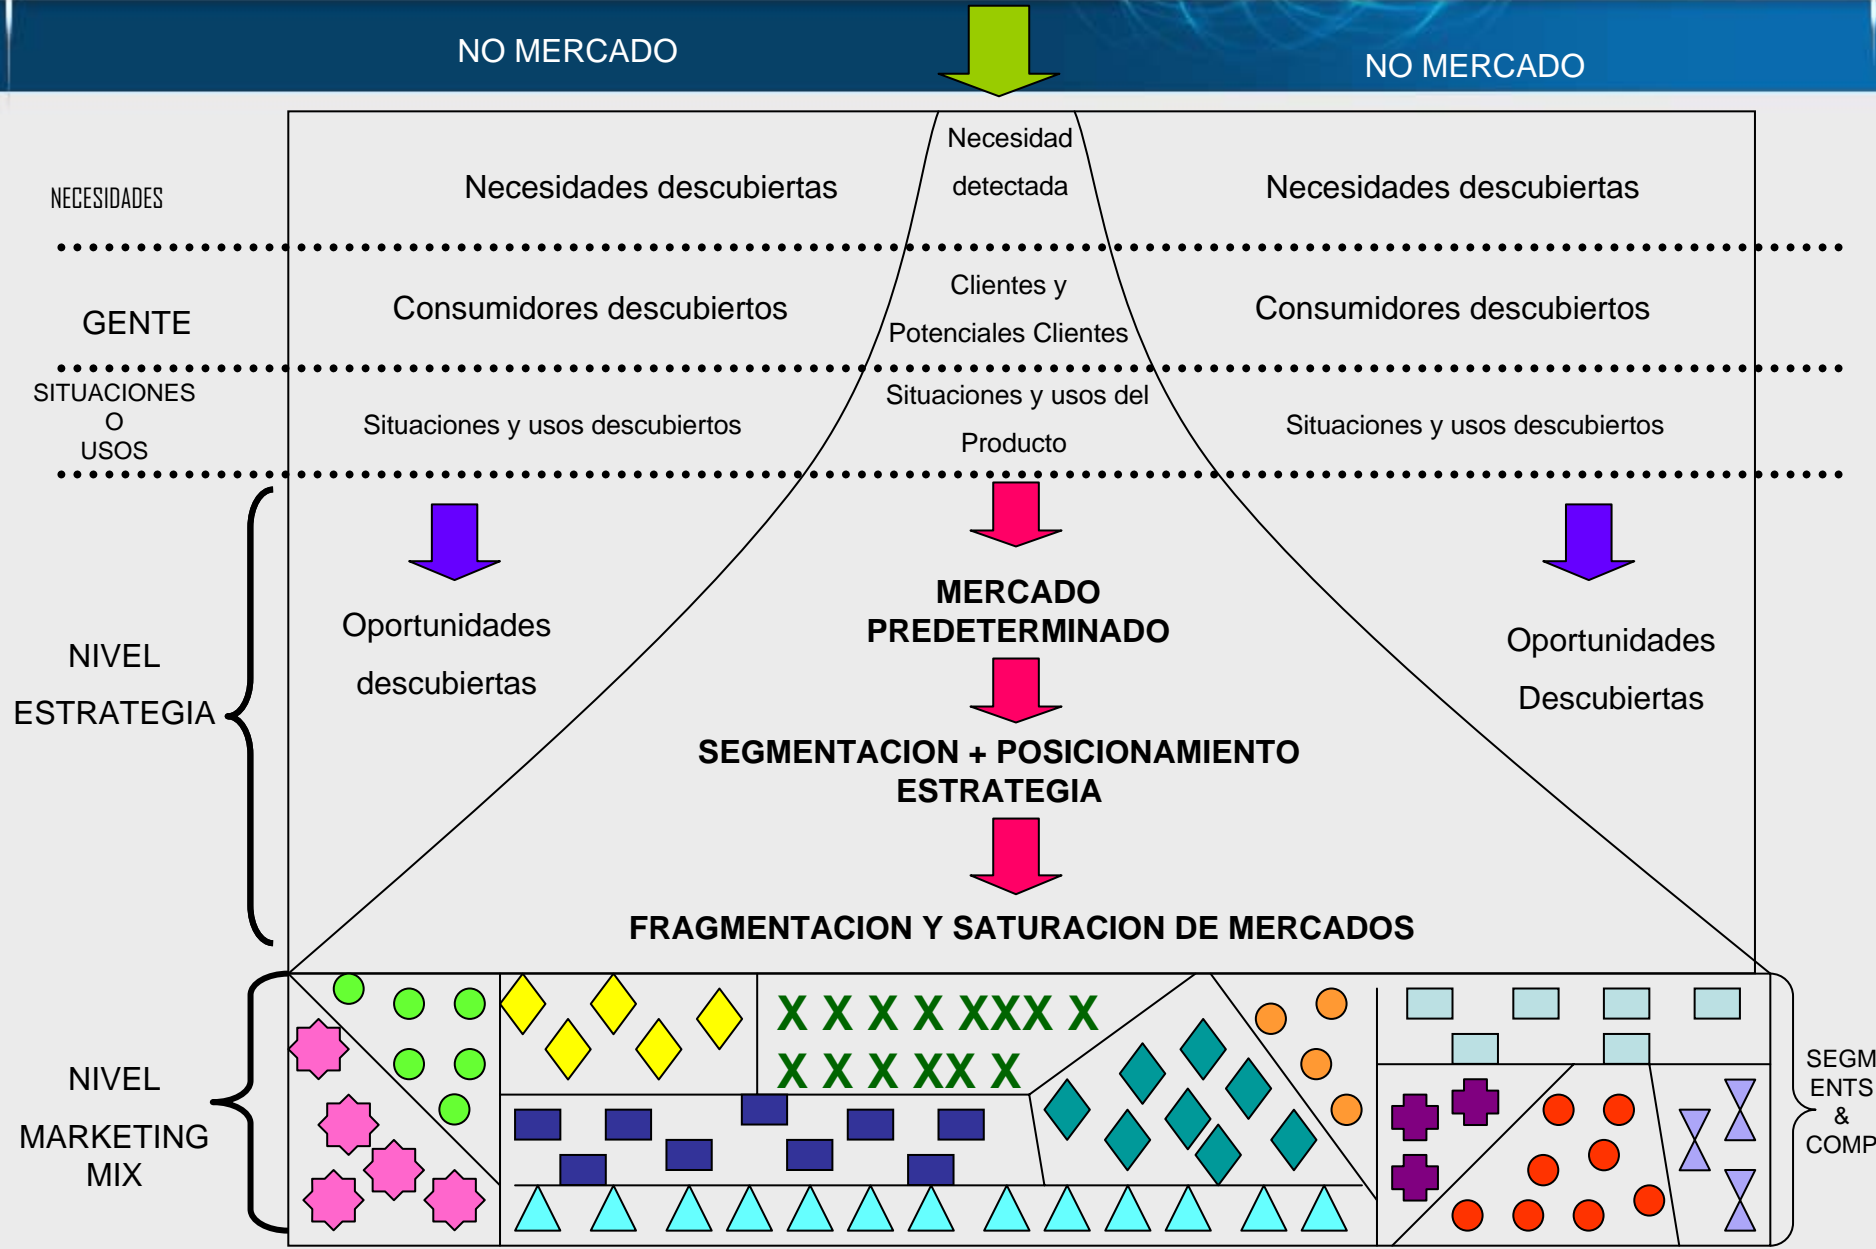 NO MERCADO
NO MERCADO
NECESIDADES
Necesidades descubiertas
Necesidad
detectada
Necesidades descubiertas
GENTE
Consumidores descubiertos
Clientes y
Potenciales Clientes
Consumidores descubiertos
SITUACIONES
O
USOS
Situaciones y usos descubiertos
Situaciones y usos del
Producto
Situaciones y usos descubiertos
NIVEL
ESTRATEGIA
Oportunidades
descubiertas
MERCADO
PREDETERMINADO
Oportunidades
Descubiertas
SEGMENTACION + POSICIONAMIENTO
ESTRATEGIA
FRAGMENTACION Y SATURACION DE MERCADOS
NIVEL
MARKETING
MIX
X X X X XXX X
X X X XX X
SEGM
ENTS
&
COMP